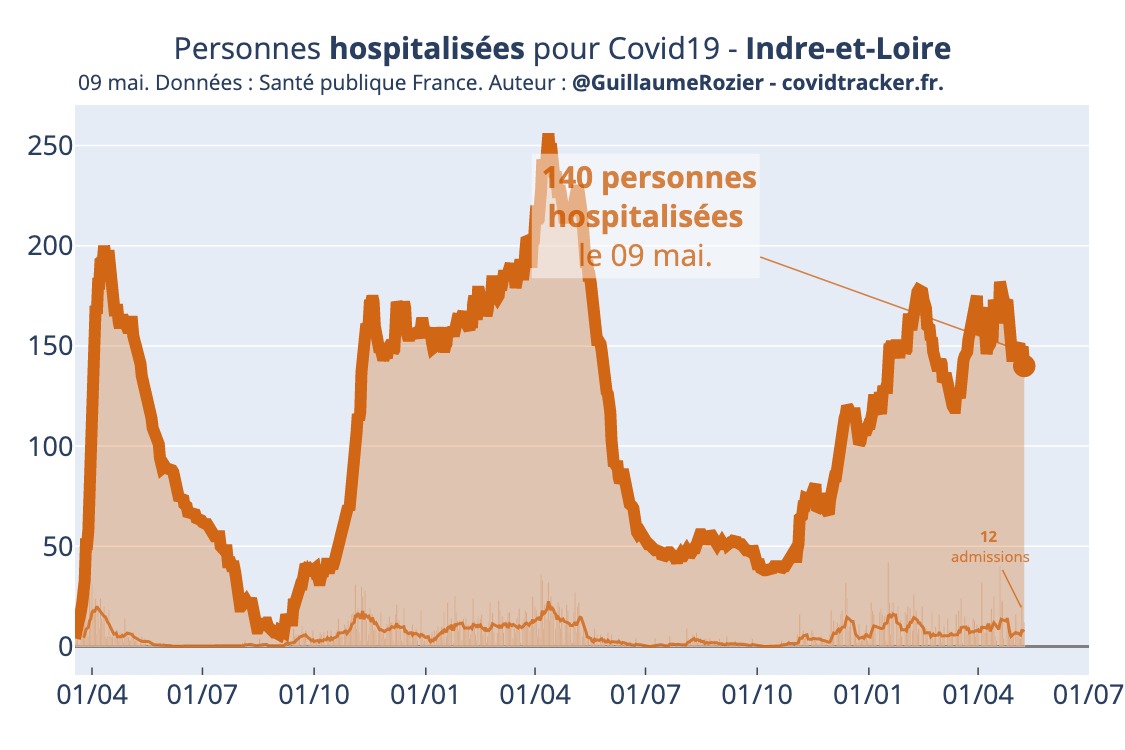 Personnes hospitalisées pour Covid19 - Indre-et-Loire
09 mai. Données : Santé publique France. Auteur : @GuillaumeRozier - covidtracker.fr.
250
200
150
100
50
0
140 personnes
hospitalisées
le 09 mai.
12
admissions
01/04 01/07 01/10 01/01 01/04 01/07 01/10 01/01 01/04 01/07